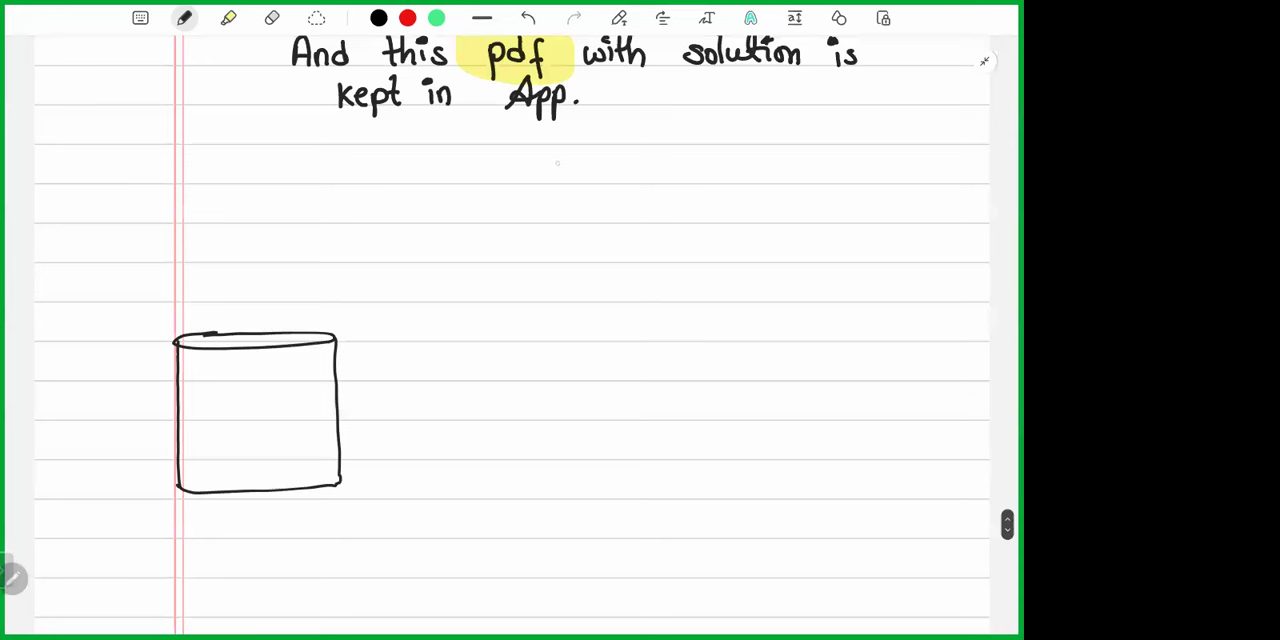 And this pdf with solution is
kept in App.